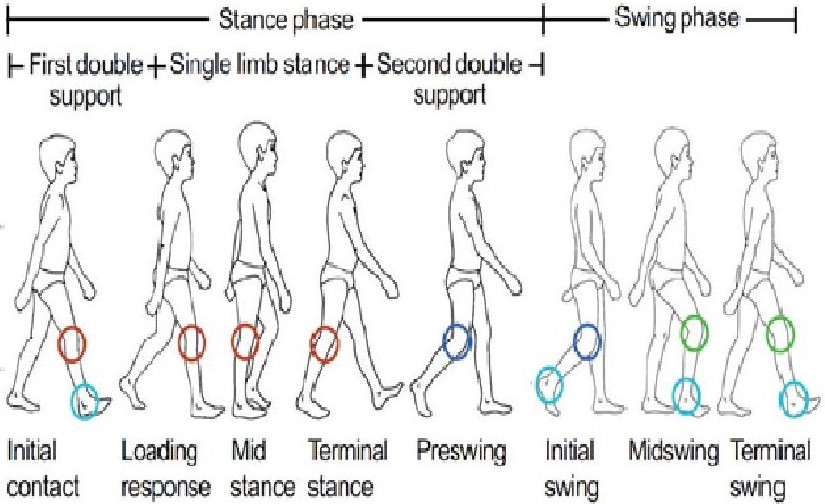 Stance phase Swing phase
First double Single limb stance Second double
support support
Initial Loading Mid Terminal Preswing Initial Midswing Terminal
contact response stance stance swing swing